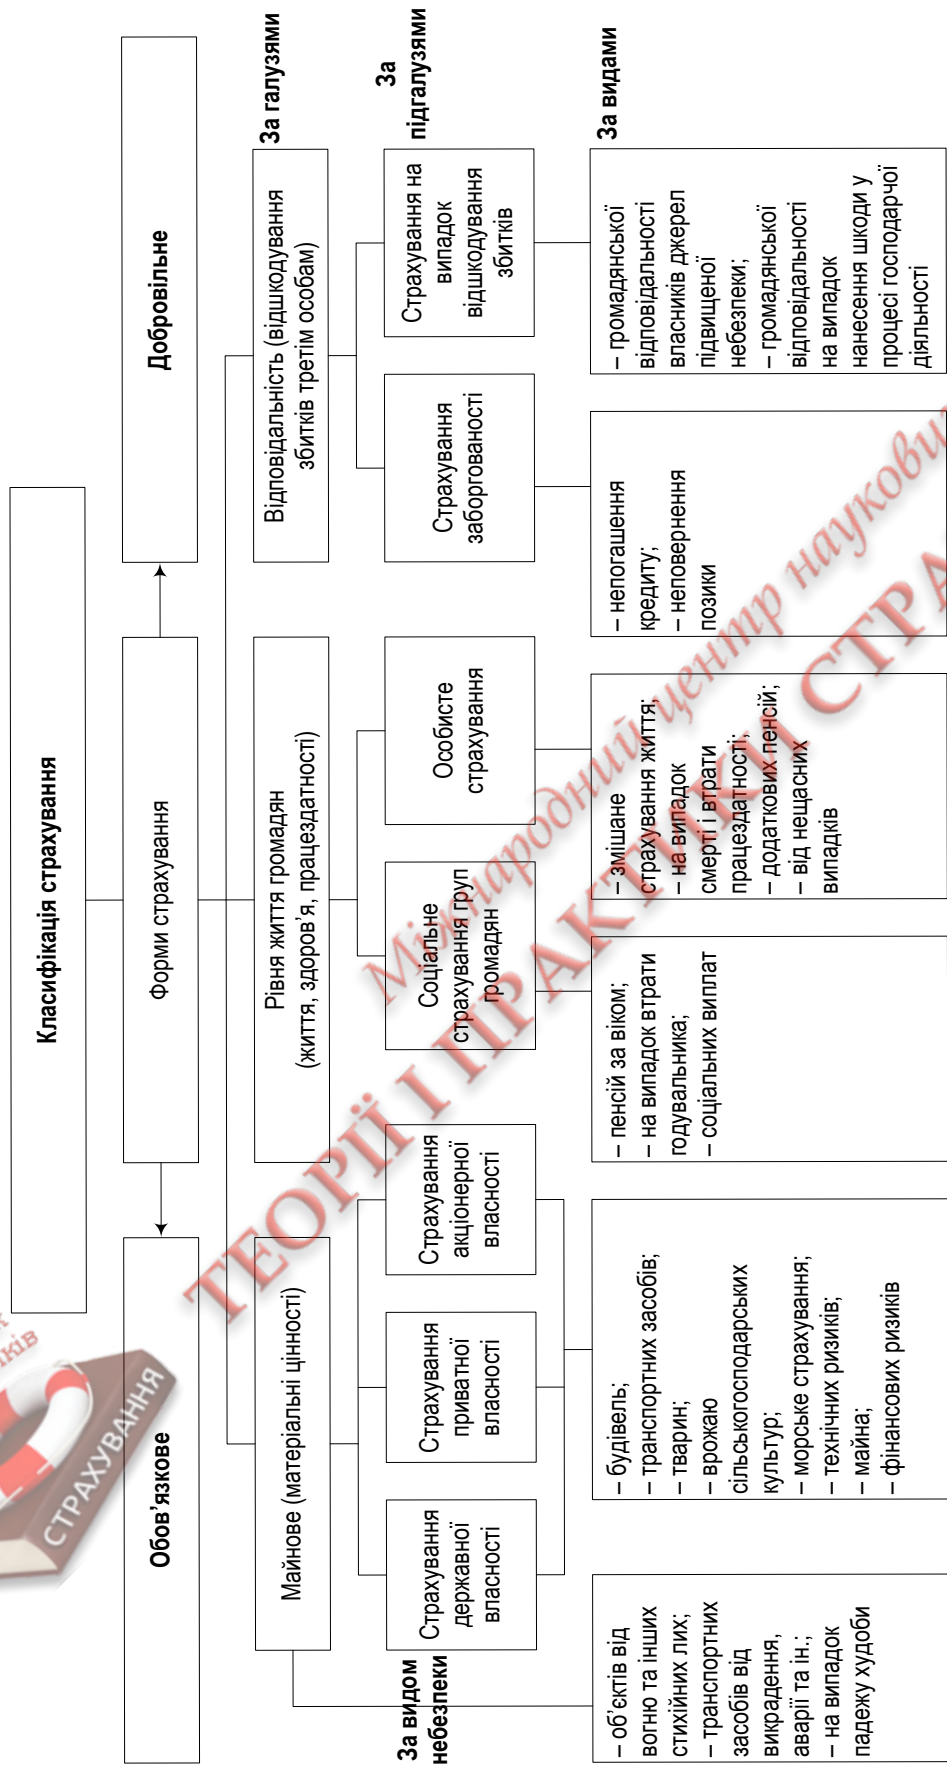 Класифікація страхування
Обов’язкове
Форми страхування
Добровільне
За галузями
Майнове (матеріальні цінності)
Рівня життя громадян
(життя, здоров’я, працездатності)
Відповідальність (відшкодування
збитків третім особам)
За
підгалузями
За видом
небезпеки
Страхування
державної
власності
Страхування
приватної
власності
Страхування
акціонерної
власності
Соціальне
страхування груп
громадян
Особисте
страхування
Страхування
заборгованості
Страхування на
випадок
відшкодування
збитків
За видами
– об’єктів від
вогню та інших
стихійних лих;
– транспортних
засобів від
викрадення,
аварії та ін.;
– на випадок
падежу худоби
– будівель;
– транспортних засобів;
– тварин;
– врожаю
сільськогосподарських
культур;
– морське страхування;
– технічних ризиків;
– майна;
– фінансових ризиків
– пенсій за віком;
– на випадок втрати
годувальника;
– соціальних виплат
– змішане
страхування життя;
– на випадок
смерті і втрати
працездатності;
– додаткових пенсій;
– від нещасних
випадків
– непогашення
кредиту;
– неповернення
позики
– громадянської
відповідальності
власників джерел
підвищеної
небезпеки;
– громадянської
відповідальності
на випадок
нанесення шкоди у
процесі господарчої
діяльності
СТРАХУВАННЯ
Міжнародний центр
ТЕОРІЇ І ПРАКТИКИ